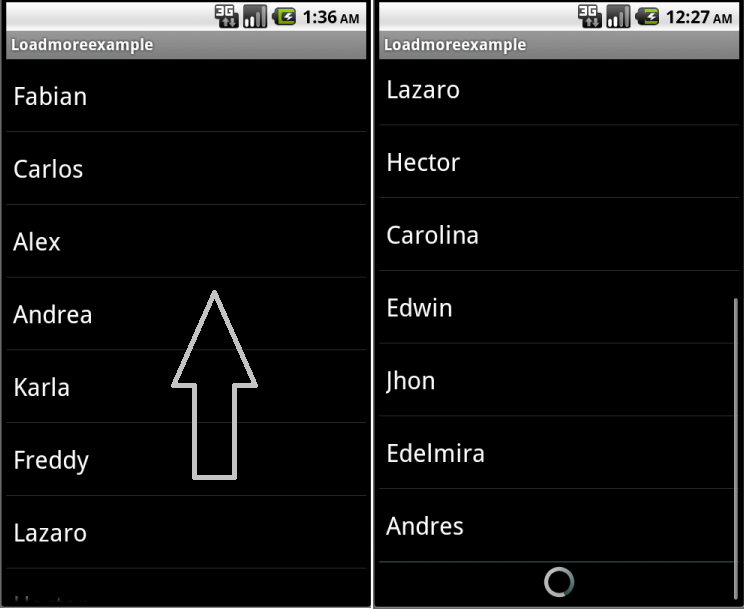 3G 1:36 AM
Loadmoreexample
Fabian
Carlos
Alex
Andrea
Karla
Freddy
Lazaro
3G 12:27 AM
Loadmoreexample
Lazaro
Hector
Carolina
Edwin
Jhon
Edelmira
Andres